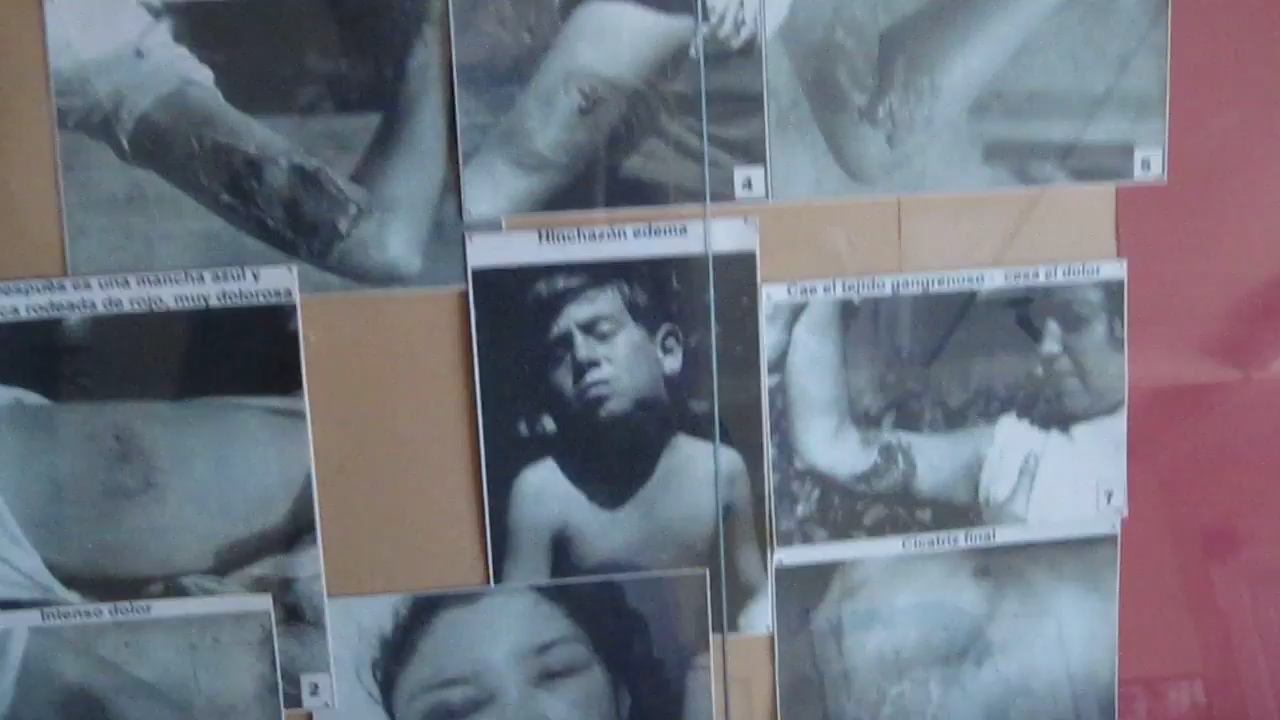 4
6
Hinchazón edema
Después es una mancha azul y
rodeada de rojo, muy dolorosa
Cae el tejido gangrenoso - cesa el dolor
7
Cicatriz final
Intenso dolor
2